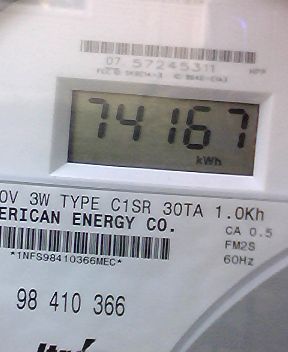 07 57245311
74167
kWh
0V 3W TYPE C1SR 30TA 1.0Kh
ERICAN ENERGY CO.
CA 0.5
FM2S
*1NFS98410366MEC*
60Hz
98 410 366